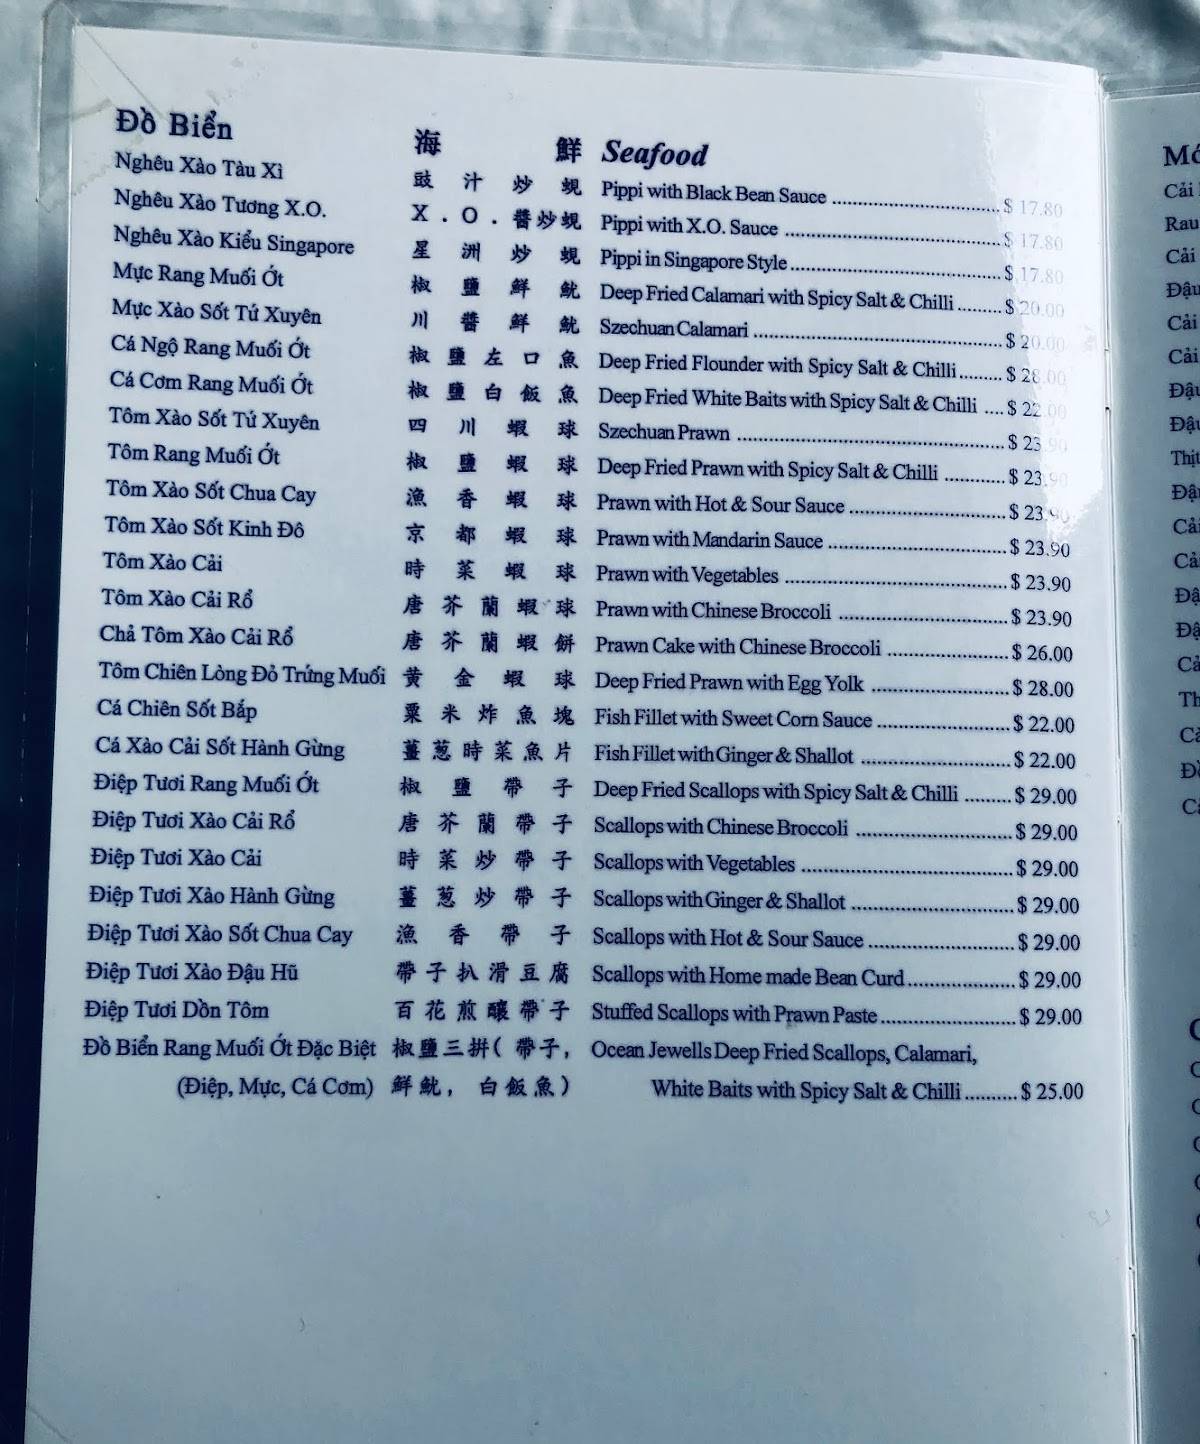 Đồ Biển 海 鮮 Seafood
Nghêu Xào Tàu Xì 豉 汁 炒 蜆 Pippi with Black Bean Sauce ................................ $ 17.80
Nghêu Xào Tương X.O. X . O . 醬炒蜆 Pippi with X.O. Sauce ........................................ $ 17.80
Nghêu Xào Kiểu Singapore 星 洲 炒 蜆 Pippi in Singapore Style ........................................ $ 17.80
Mực Rang Muối Ớt 椒 鹽 鮮 魷 Deep Fried Calamari with Spicy Salt & Chilli ......... $ 20.00
Mực Xào Sốt Tứ Xuyên 川 醬 鮮 魷 Szechuan Calamari ................................................ $ 20.00
Cá Ngộ Rang Muối Ớt 椒 鹽 左 口 魚 Deep Fried Flounder with Spicy Salt & Chilli ......... $ 28.00
Cá Cơm Rang Muối Ớt 椒 鹽 白 飯 魚 Deep Fried White Baits with Spicy Salt & Chilli .... $ 22.00
Tôm Xào Sốt Tứ Xuyên 四 川 蝦 球 Szechuan Prawn ...................................................... $ 23.90
Tôm Rang Muối Ớt 椒 鹽 蝦 球 Deep Fried Prawn with Spicy Salt & Chilli ............ $ 23.90
Tôm Xào Sốt Chua Cay 漁 香 蝦 球 Prawn with Hot & Sour Sauce ................................ $ 23.90
Tôm Xào Sốt Kinh Đô 京 都 蝦 球 Prawn with Mandarin Sauce .................................... $ 23.90
Tôm Xào Cải 時 菜 蝦 球 Prawn with Vegetables ............................................. $ 23.90
Tôm Xào Cải Rổ 唐 芥 蘭 蝦 球 Prawn with Chinese Broccoli .................................. $ 23.90
Chả Tôm Xào Cải Rổ 唐 芥 蘭 蝦 餅 Prawn Cake with Chinese Broccoli ........................ $ 26.00
Tôm Chiên Lòng Đỏ Trứng Muối 黄 金 蝦 球 Deep Fried Prawn with Egg Yolk ............................ $ 28.00
Cá Chiên Sốt Bắp 粟 米 炸 魚 塊 Fish Fillet with Sweet Corn Sauce ........................... $ 22.00
Cá Xào Cải Sốt Hành Gừng 薑 葱 時 菜 魚 片 Fish Fillet with Ginger & Shallot .............................. $ 22.00
Điệp Tươi Rang Muối Ớt 椒 鹽 帶 子 Deep Fried Scallops with Spicy Salt & Chilli ......... $ 29.00
Điệp Tươi Xào Cải Rổ 唐 芥 蘭 帶 子 Scallops with Chinese Broccoli ............................... $ 29.00
Điệp Tươi Xào Cải 時 菜 炒 帶 子 Scallops with Vegetables .......................................... $ 29.00
Điệp Tươi Xào Hành Gừng 薑 葱 炒 帶 子 Scallops with Ginger & Shallot ................................ $ 29.00
Điệp Tươi Xào Sốt Chua Cay 漁 香 帶 子 Scallops with Hot & Sour Sauce ............................. $ 29.00
Điệp Tươi Xào Đậu Hũ 帶 子 扒 滑 豆 腐 Scallops with Home made Bean Curd ..................... $ 29.00
Điệp Tươi Dồn Tôm 百 花 煎 釀 帶 子 Stuffed Scallops with Prawn Paste .......................... $ 29.00
Đồ Biển Rang Muối Ớt Đặc Biệt 椒鹽三拼( 帶子, Ocean Jewells Deep Fried Scallops, Calamari,
(Điệp, Mực, Cá Cơm) 鮮魷, 白飯魚) White Baits with Spicy Salt & Chilli .......... $ 25.00
Rau
Cải
Cải
Cải
Thịt